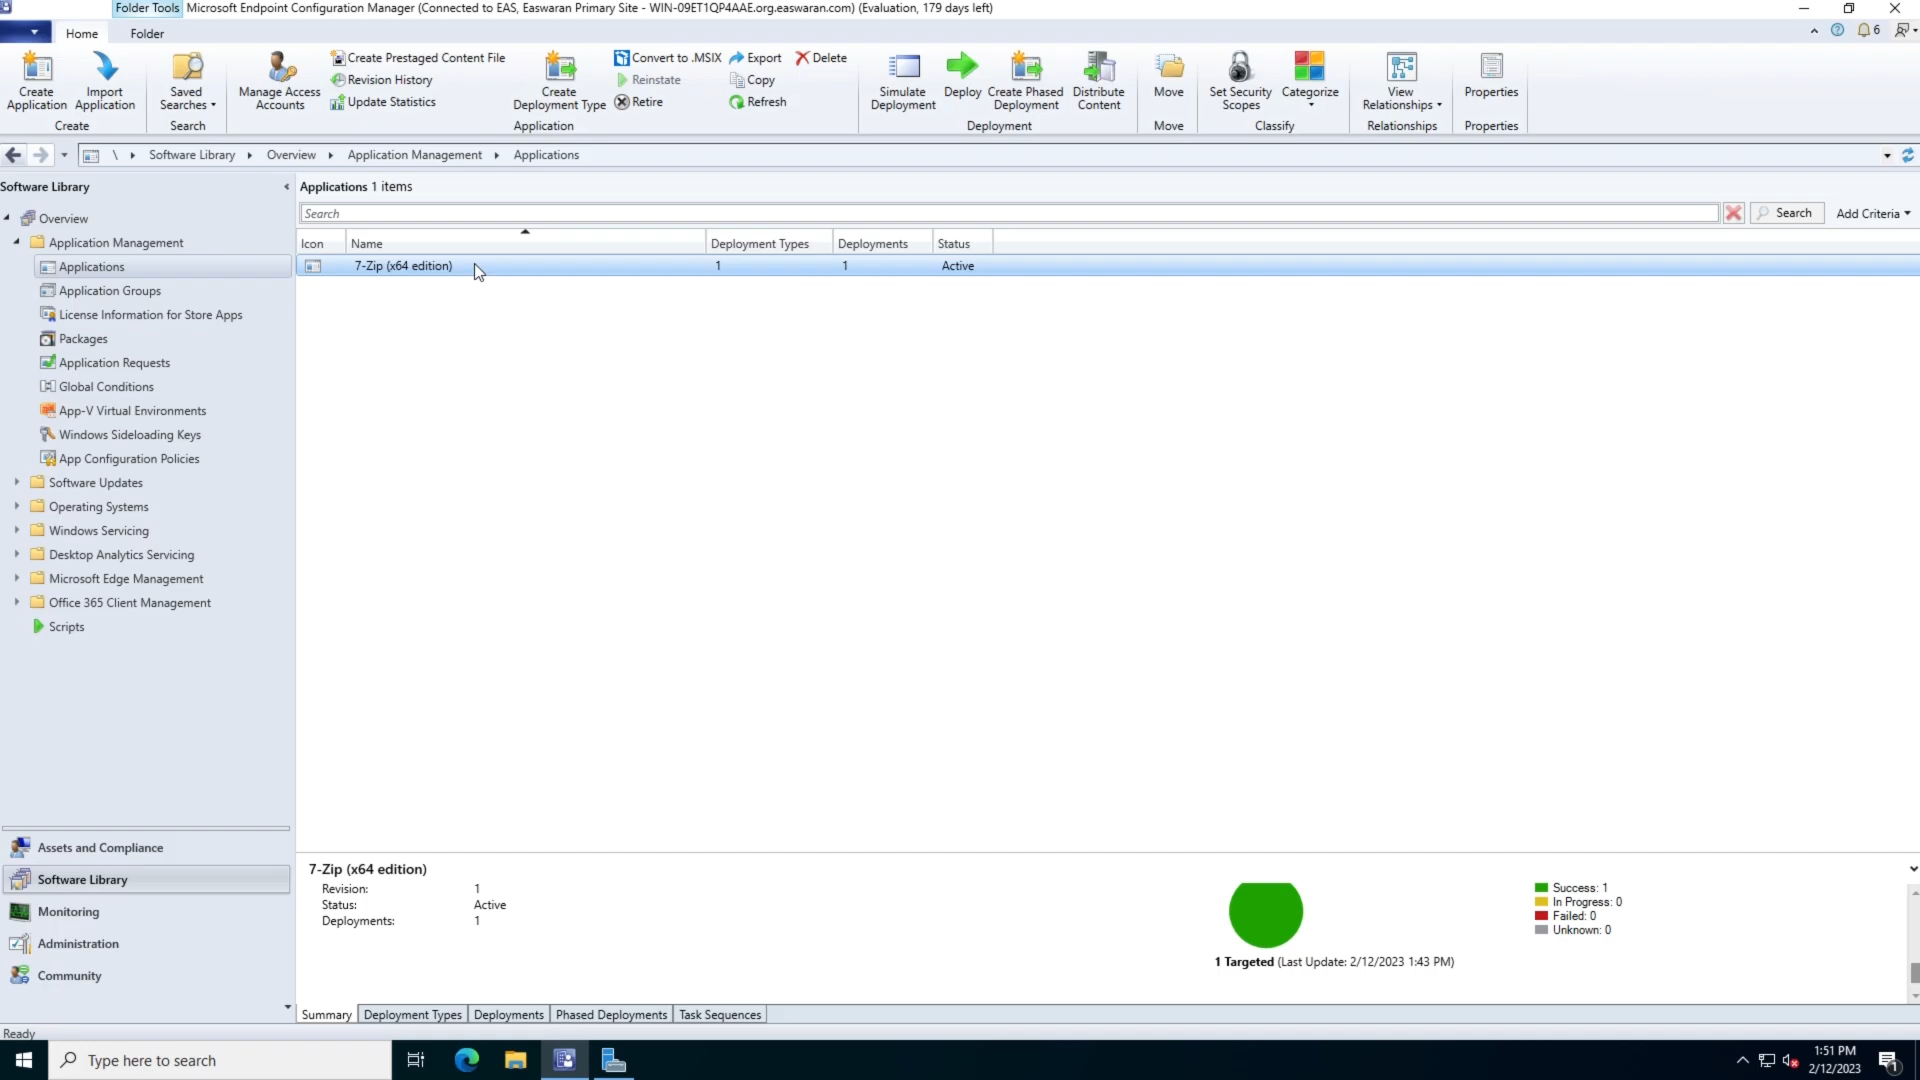 Folder Tools Microsoft Endpoint Configuration Manager (Connected to EAS, Easwaran Primary Site - WIN-09ET1QP4AAE.org.easwaran.com) (Evaluation, 179 days left)
Home Folder 6
Create Application
Import Application
Create
Saved Searches
Search
Manage Access Accounts
Create Prestaged Content File
Revision History
Update Statistics
Create Deployment Type
Convert to .MSIX
Reinstate
Retire
Export
Copy
Refresh
Delete
Application
Simulate Deployment
Deploy
Create Phased Deployment
Distribute Content
Deployment
Move
Move
Set Security Scopes
Categorize
Classify
View Relationships
Relationships
Properties
Properties
\ Software Library Overview Application Management Applications
Software Library
Overview
Application Management
Applications
Application Groups
License Information for Store Apps
Packages
Application Requests
Global Conditions
App-V Virtual Environments
Windows Sideloading Keys
App Configuration Policies
Software Updates
Operating Systems
Windows Servicing
Desktop Analytics Servicing
Microsoft Edge Management
Office 365 Client Management
Scripts
Assets and Compliance
Software Library
Monitoring
Administration
Community
Applications 1 items
Search Search Add Criteria
Icon Name Deployment Types Deployments Status
7-Zip (x64 edition) 1 1 Active
7-Zip (x64 edition)
Revision: 1
Status: Active
Deployments: 1
1 Targeted (Last Update: 2/12/2023 1:43 PM)
Success: 1
In Progress: 0
Failed: 0
Unknown: 0
Summary Deployment Types Deployments Phased Deployments Task Sequences
Ready
Type here to search
1:51 PM
2/12/2023
1